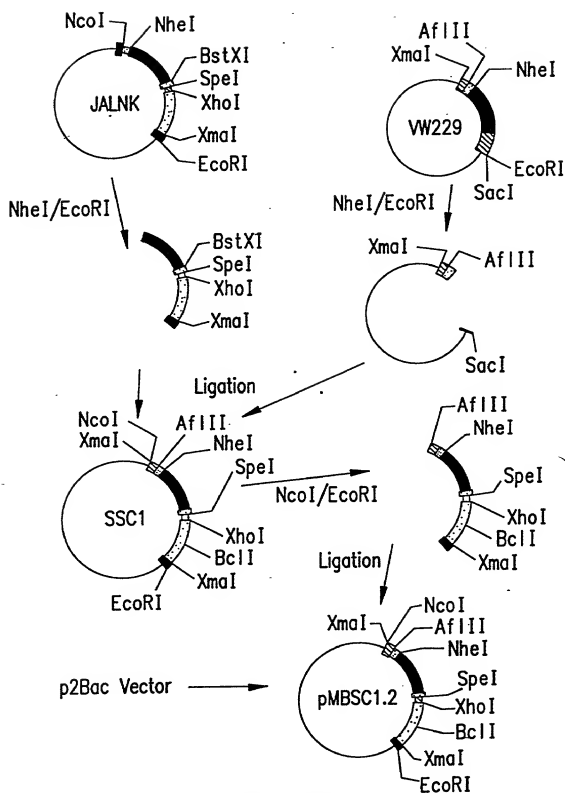 NcoI
NheI
BstXI
SpeI
XhoI
JALNK
XmaI
EcoRI
AflII
XmaI
NheI
VW229
EcoRI
SacI
NheI/EcoRI
NheI/EcoRI
BstXI
SpeI
XhoI
XmaI
XmaI
AflII
SacI
Ligation
NcoI
AflII
XmaI
NheI
SpeI
SSC1
XhoI
BclI
XmaI
EcoRI
NcoI/EcoRI
AflII
NheI
SpeI
XhoI
BclI
XmaI
Ligation
NcoI
XmaI
AflII
NheI
p2Bac Vector
SpeI
pMBSC1.2
XhoI
BclI
XmaI
EcoRI